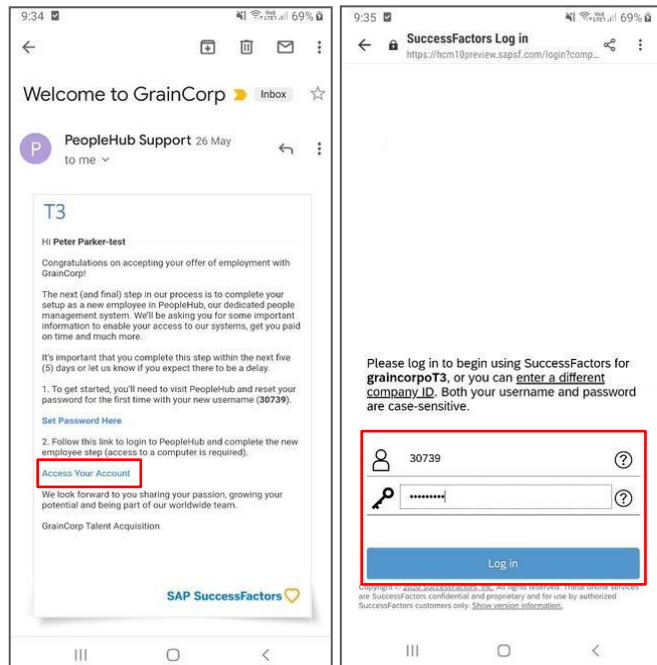 9:34
69%
Welcome to GrainCorp
Inbox
P
PeopleHub Support 26 May
to me
T3
Hi Peter Parker-test
Congratulations on accepting your offer of employment with
GrainCorp!
The next (and final) step in our process is to complete your
setup as a new employee in PeopleHub, our dedicated people
management system. We'll be asking you for some important
information to enable your access to our systems, get you paid
on time and much more.
It's important that you complete this step within the next five
(5) days or let us know if you expect there to be a delay.
1. To get started, you'll need to visit PeopleHub and reset your
password for the first time with your new username (30739).
Set Password Here
2. Follow this link to login to PeopleHub and complete the new
employee step (access to a computer is required).
Access Your Account
We look forward to you sharing your passion, growing your
potential and being part of our worldwide team.
GrainCorp Talent Acquisition
SAP SuccessFactors
9:35
69%
SuccessFactors Log in
https://hcm10preview.sapsf.com/login?comp...
Please log in to begin using SuccessFactors for
graincorpoT3, or you can enter a different
company ID. Both your username and password
are case-sensitive.
30739
Log in
Copyright © 2020 SuccessFactors, Inc. All rights reserved. These online services
are SuccessFactors confidential and proprietary and for use by authorized
SuccessFactors customers only. Show version information.